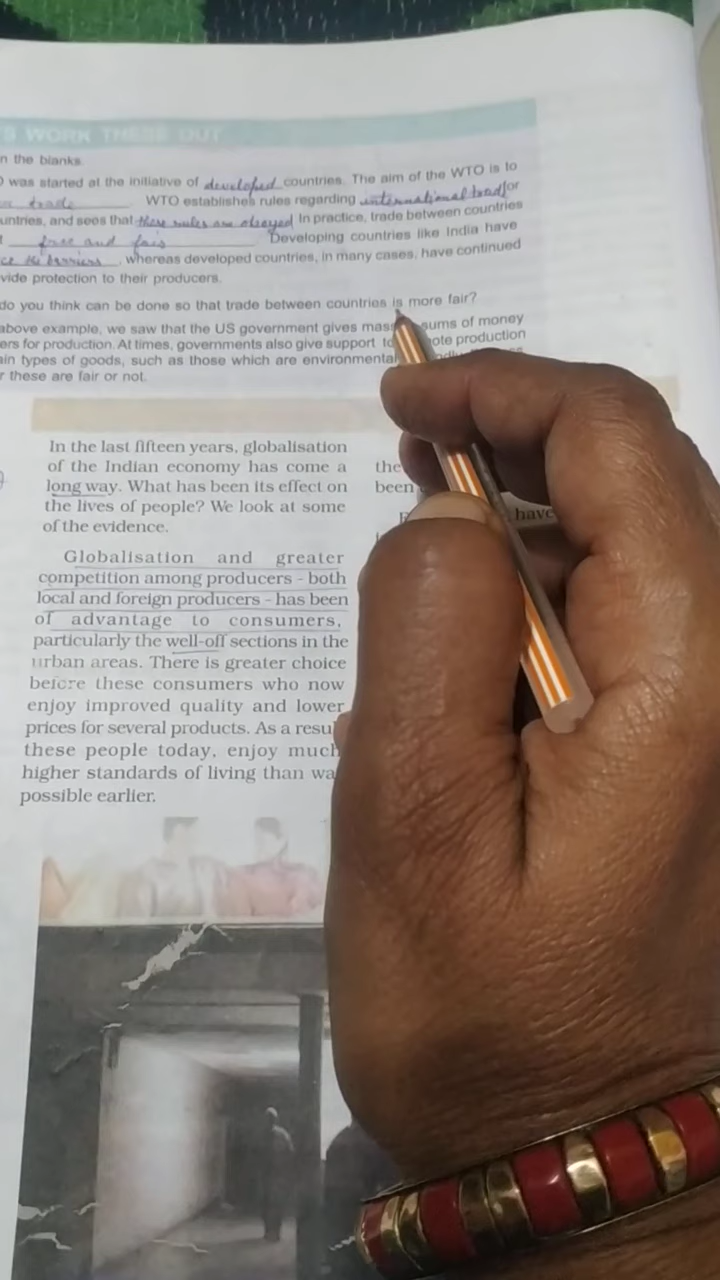 S WORK THESE OUT
n the blanks.
was started at the initiative of developed countries. The aim of the WTO is to
trade. WTO establishes rules regarding international trade for
untries, and sees that these rules are obeyed In practice, trade between countries
free and fair. Developing countries like India have
ce the barriers, whereas developed countries, in many cases, have continued
vide protection to their producers.
do you think can be done so that trade between countries is more fair?
above example, we saw that the US government gives mass sums of money
ers for production. At times, governments also give support to ote production
ain types of goods, such as those which are environmental
r these are fair or not.
In the last fifteen years, globalisation
of the Indian economy has come a
long way. What has been its effect on
the lives of people? We look at some
of the evidence.
Globalisation and greater
competition among producers - both
local and foreign producers - has been
of advantage to consumers,
particularly the well-off sections in the
urban areas. There is greater choice
before these consumers who now
enjoy improved quality and lower
prices for several products. As a resu
these people today, enjoy much
higher standards of living than wa
possible earlier.
the
been
have